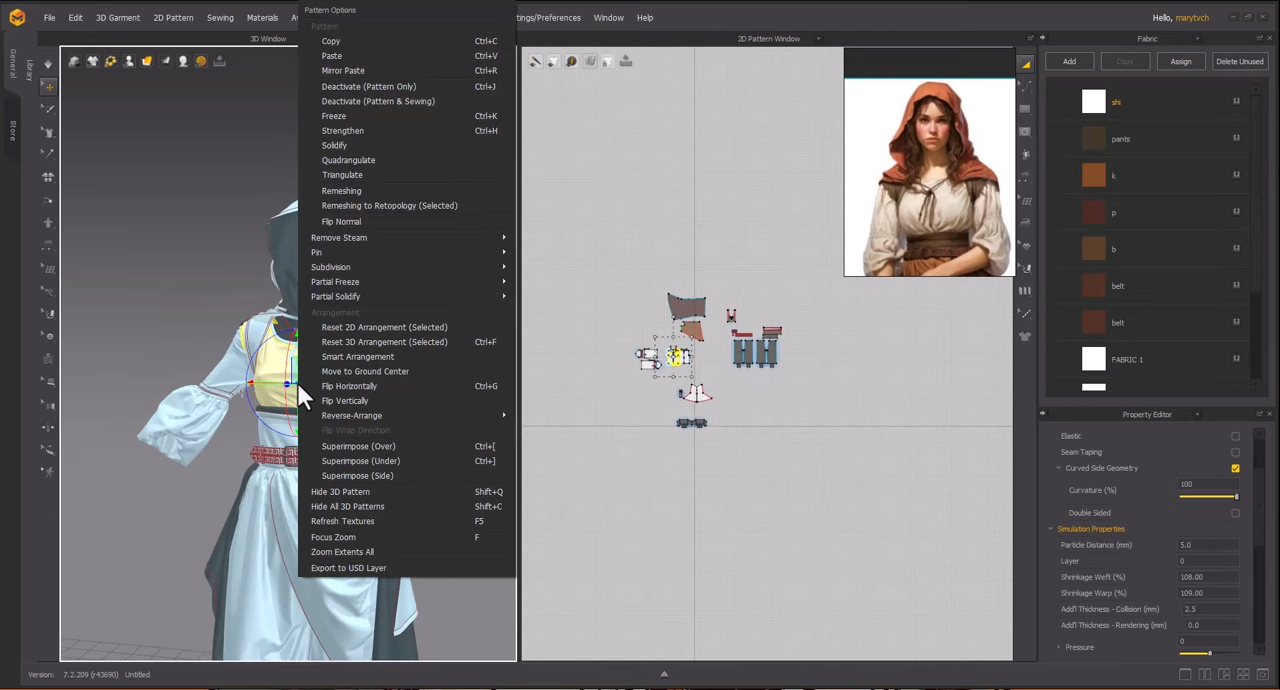 File Edit 3D Garment 2D Pattern Sewing Materials
tings/Preferences Window Help
Hello, marytvch
General
Library
Store
3D Window
2D Pattern Window
Fabric
Pattern Options
Pattern
Copy Ctrl+C
Paste Ctrl+V
Mirror Paste Ctrl+R
Deactivate (Pattern Only) Ctrl+J
Deactivate (Pattern & Sewing)
Freeze Ctrl+K
Strengthen Ctrl+H
Solidify
Quadrangulate
Triangulate
Remeshing
Remeshing to Retopology (Selected)
Flip Normal
Remove Steam
Pin
Subdivision
Partial Freeze
Partial Solidify
Arrangement
Reset 2D Arrangement (Selected)
Reset 3D Arrangement (Selected) Ctrl+F
Smart Arrangement
Move to Ground Center
Flip Horizontally Ctrl+G
Flip Vertically
Reverse-Arrange
Flip Wrap Direction
Superimpose (Over) Ctrl+[
Superimpose (Under) Ctrl+]
Superimpose (Side)
Hide 3D Pattern Shift+Q
Hide All 3D Patterns Shift+C
Refresh Textures F5
Focus Zoom F
Zoom Extents All
Export to USD Layer
Add Copy Assign Delete Unused
shi
pants
k
p
b
belt
belt
FABRIC 1
Property Editor
Elastic
Seam Taping
Curved Side Geometry
Curvature (%) 100
Double Sided
Simulation Properties
Particle Distance (mm) 5.0
Layer 0
Shrinkage Weft (%) 108.00
Shrinkage Warp (%) 109.00
Add'l Thickness - Collision (mm) 2.5
Add'l Thickness - Rendering (mm) 0.0
Pressure 0
Version: 7.2.209 (r43690) Untitled